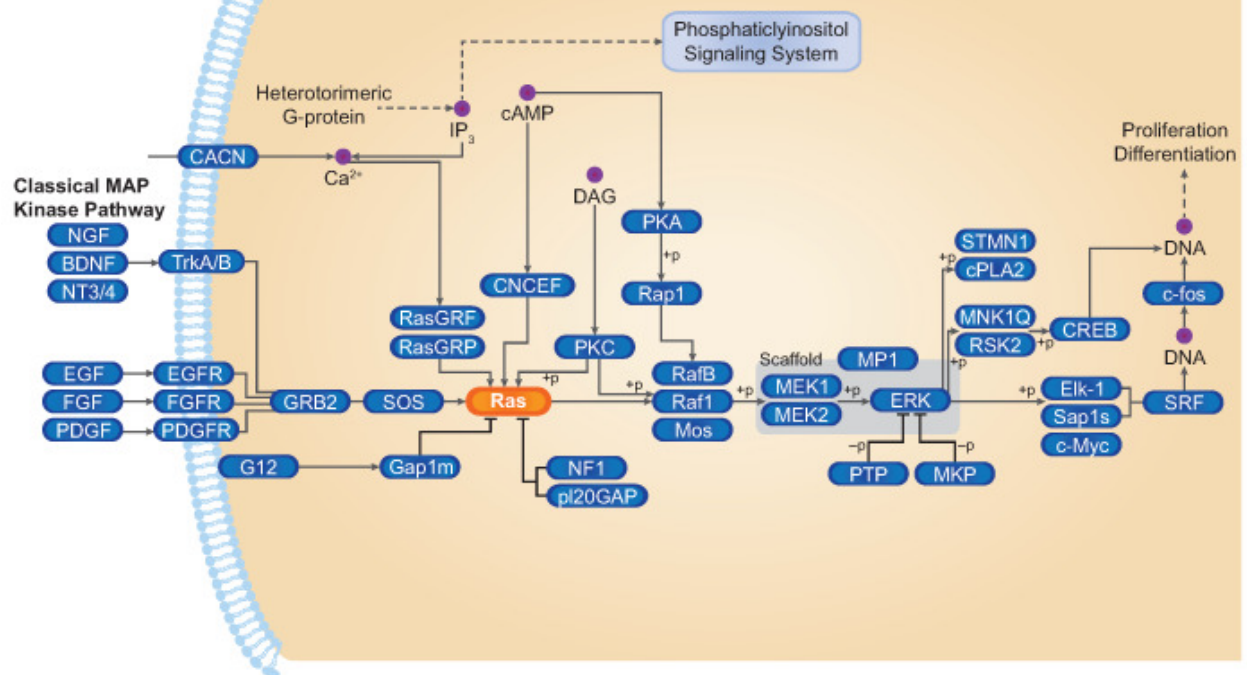 Phosphaticlyinositol
Signaling System
Heterotorimeric
G-protein
IP3
cAMP
CACN
Ca2+
Proliferation
Differentiation
Classical MAP
Kinase Pathway
DAG
NGF
BDNF
NT3/4
TrkA/B
PKA
+p
Rap1
CNCEF
RasGRF
RasGRP
PKC
STMN1
+p
cPLA2
DNA
c-fos
MNK1Q
RSK2
+p
+p
CREB
DNA
EGF
EGFR
FGF
FGFR
PDGF
PDGFR
GRB2
SOS
Ras
+p
+p
RafB
Raf1
Mos
+p
Scaffold
MP1
MEK1
MEK2
+p
ERK
+p
Elk-1
Sap1s
c-Myc
SRF
G12
Gap1m
NF1
pl20GAP
–p
–p
PTP
MKP